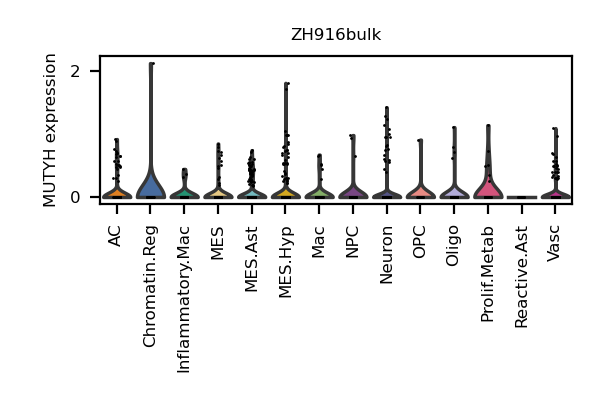 ZH916bulk
MUTYH expression
2
0
AC
Chromatin.Reg
Inflammatory.Mac
MES
MES.Ast
MES.Hyp
Mac
NPC
Neuron
OPC
Oligo
Prolif.Metab
Reactive.Ast
Vasc